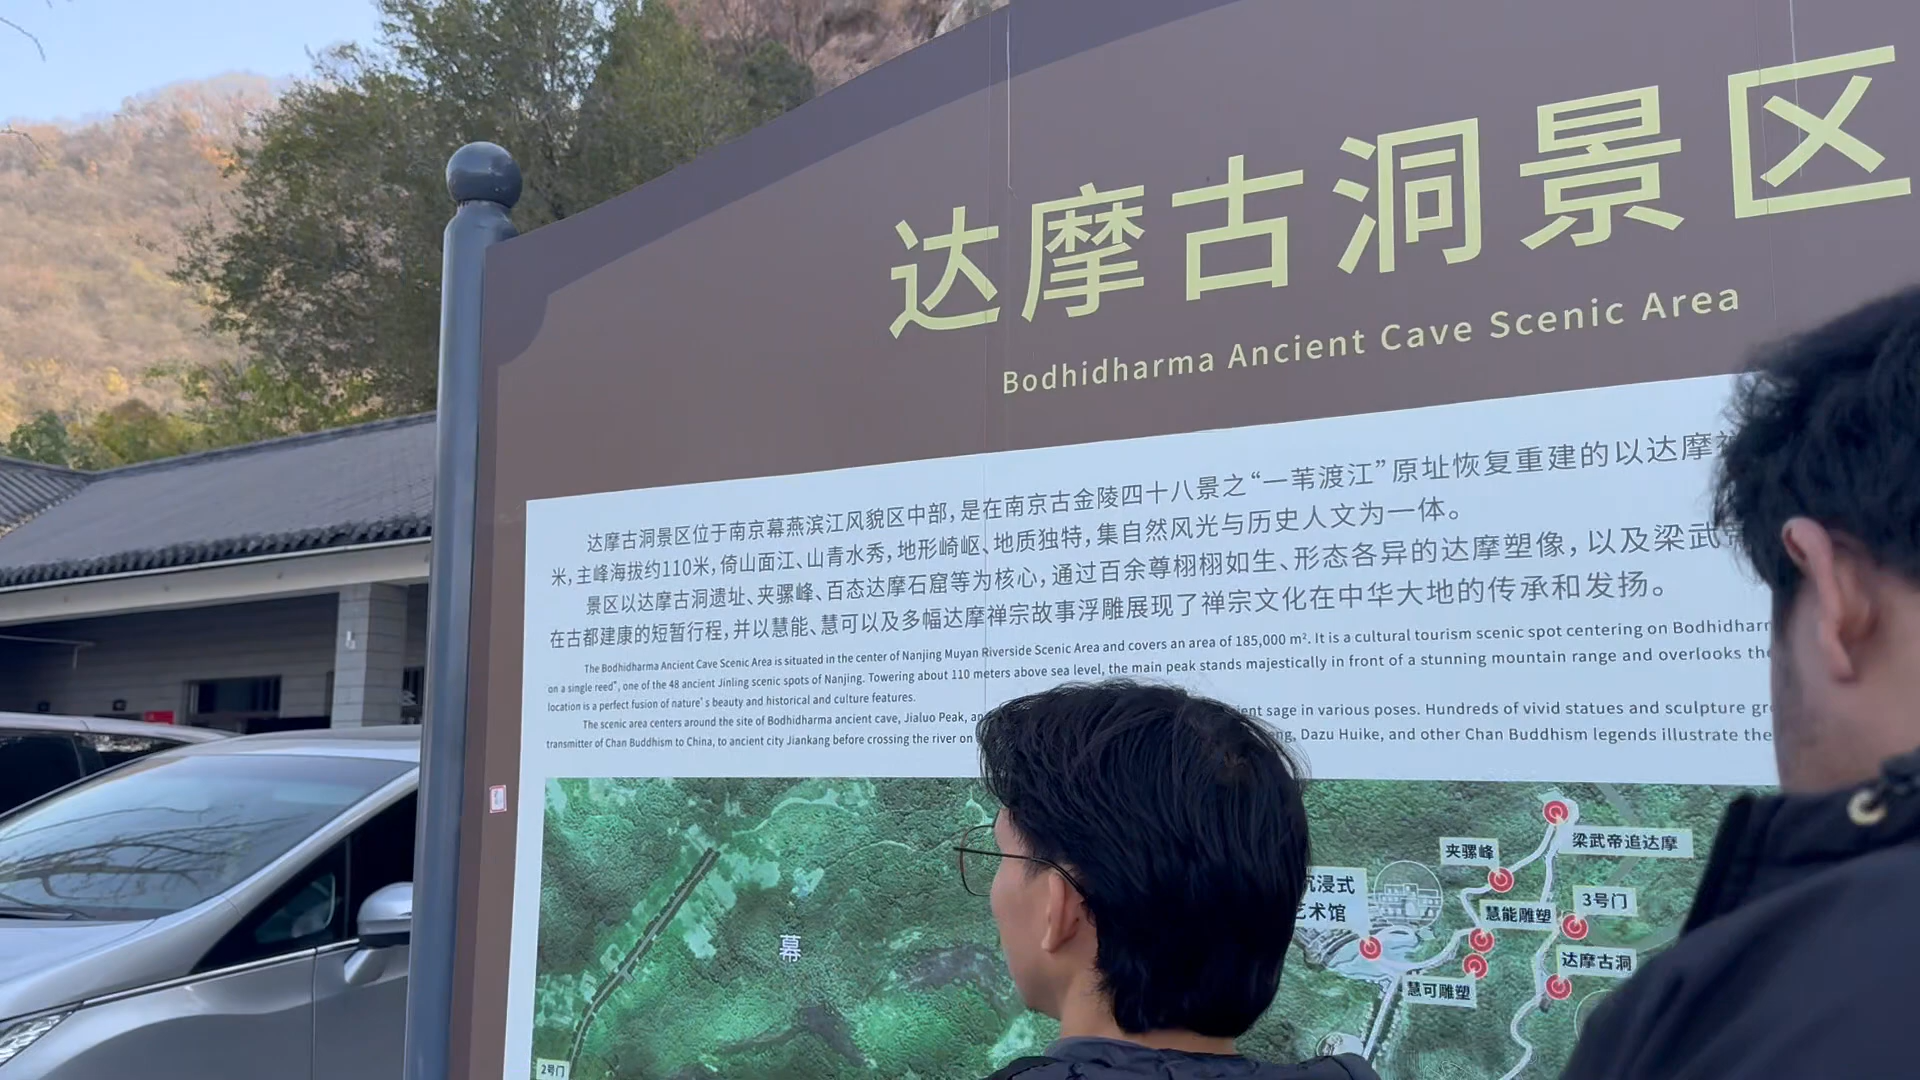 达摩古洞景区
Bodhidharma Ancient Cave Scenic Area
达摩古洞景区位于南京幕燕滨江风貌区中部，是在南京古金陵四十八景之“一苇渡江”原址恢复重建的以达摩
米，主峰海拔约110米，倚山面江、山青水秀，地形崎岖、地质独特，集自然风光与历史人文为一体。
景区以达摩古洞遗址、夹骡峰、百态达摩石窟等为核心，通过百余尊栩栩如生、形态各异的达摩塑像，以及梁武
在古都建康的短暂行程，并以慧能、慧可以及多幅达摩禅宗故事浮雕展现了禅宗文化在中华大地的传承和发扬。
The Bodhidharma Ancient Cave Scenic Area is situated in the center of Nanjing Muyan Riverside Scenic Area and covers an area of 185,000 m². It is a cultural tourism scenic spot centering on
on a single reed", one of the 48 ancient Jinling scenic spots of Nanjing. Towering about 110 meters above sea level, the main peak stands majestically in front of a stunning mountain range and overlooks
location is a perfect fusion of nature's beauty and historical and culture features.
The scenic area centers around the site of Bodhidharma ancient cave, Jialuo Peak, sage in various poses. Hundreds of vivid statues and sculpture
transmitter of Chan Buddhism to China, to ancient city Jiankang before crossing the river on Dazu Huike, and other Chan Buddhism legends illustrate the
梁武帝追达摩
夹骡峰
浸式
术馆
慧能雕塑
3号门
达摩古洞
慧可雕塑
幕
2号门